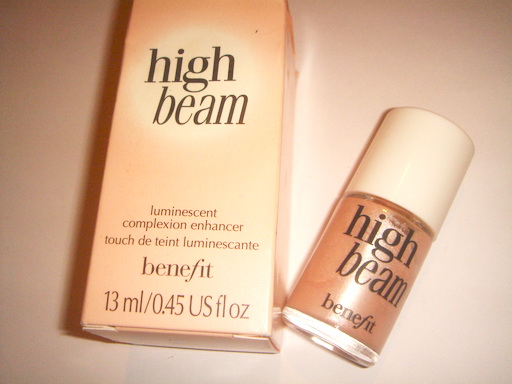 high
beam
luminescent
complexion enhancer
touch de teint luminescante
benefit
13 ml/0.45 US fl oz
high
beam
benefit